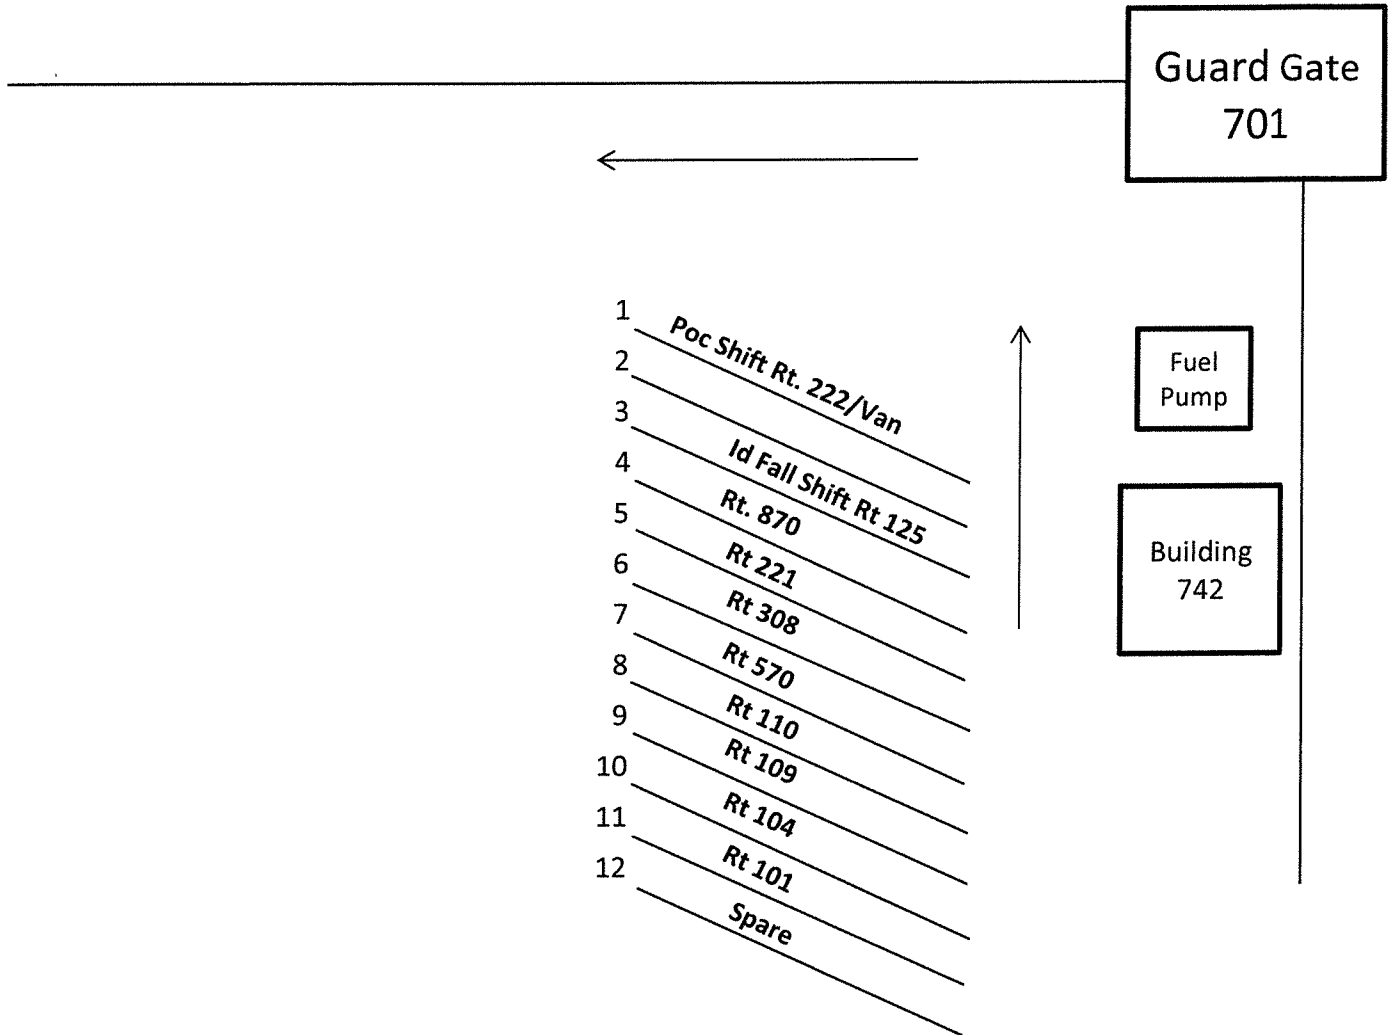 Guard Gate
701
1
Poc Shift Rt. 222/Van
2
3
Id Fall Shift Rt 125
4
Rt. 870
5
Rt 221
6
Rt 308
7
Rt 570
8
Rt 110
9
Rt 109
10
Rt 104
11
Rt 101
12
Spare
Fuel
Pump
Building
742